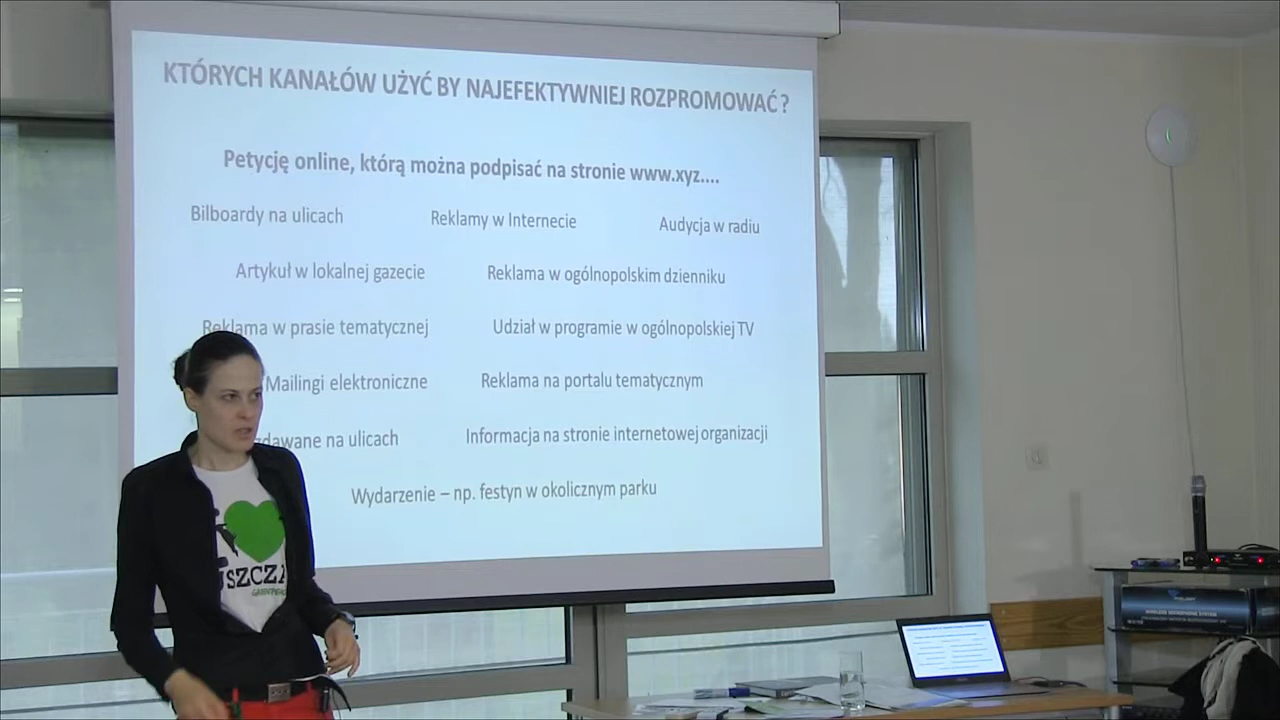 KTÓRYCH KANAŁÓW UŻYĆ BY NAJEFEKTYWNIEJ ROZPROMOWAĆ?
Petycję online, którą można podpisać na stronie www.xyz....
Bilboardy na ulicach Reklamy w Internecie Audycja w radiu
Artykuł w lokalnej gazecie Reklama w ogólnopolskim dzienniku
Reklama w prasie tematycznej Udział w programie w ogólnopolskiej TV
Mailingi elektroniczne Reklama na portalu tematycznym
zdawane na ulicach Informacja na stronie internetowej organizacji
Wydarzenie – np. festyn w okolicznym parku
USZCZA